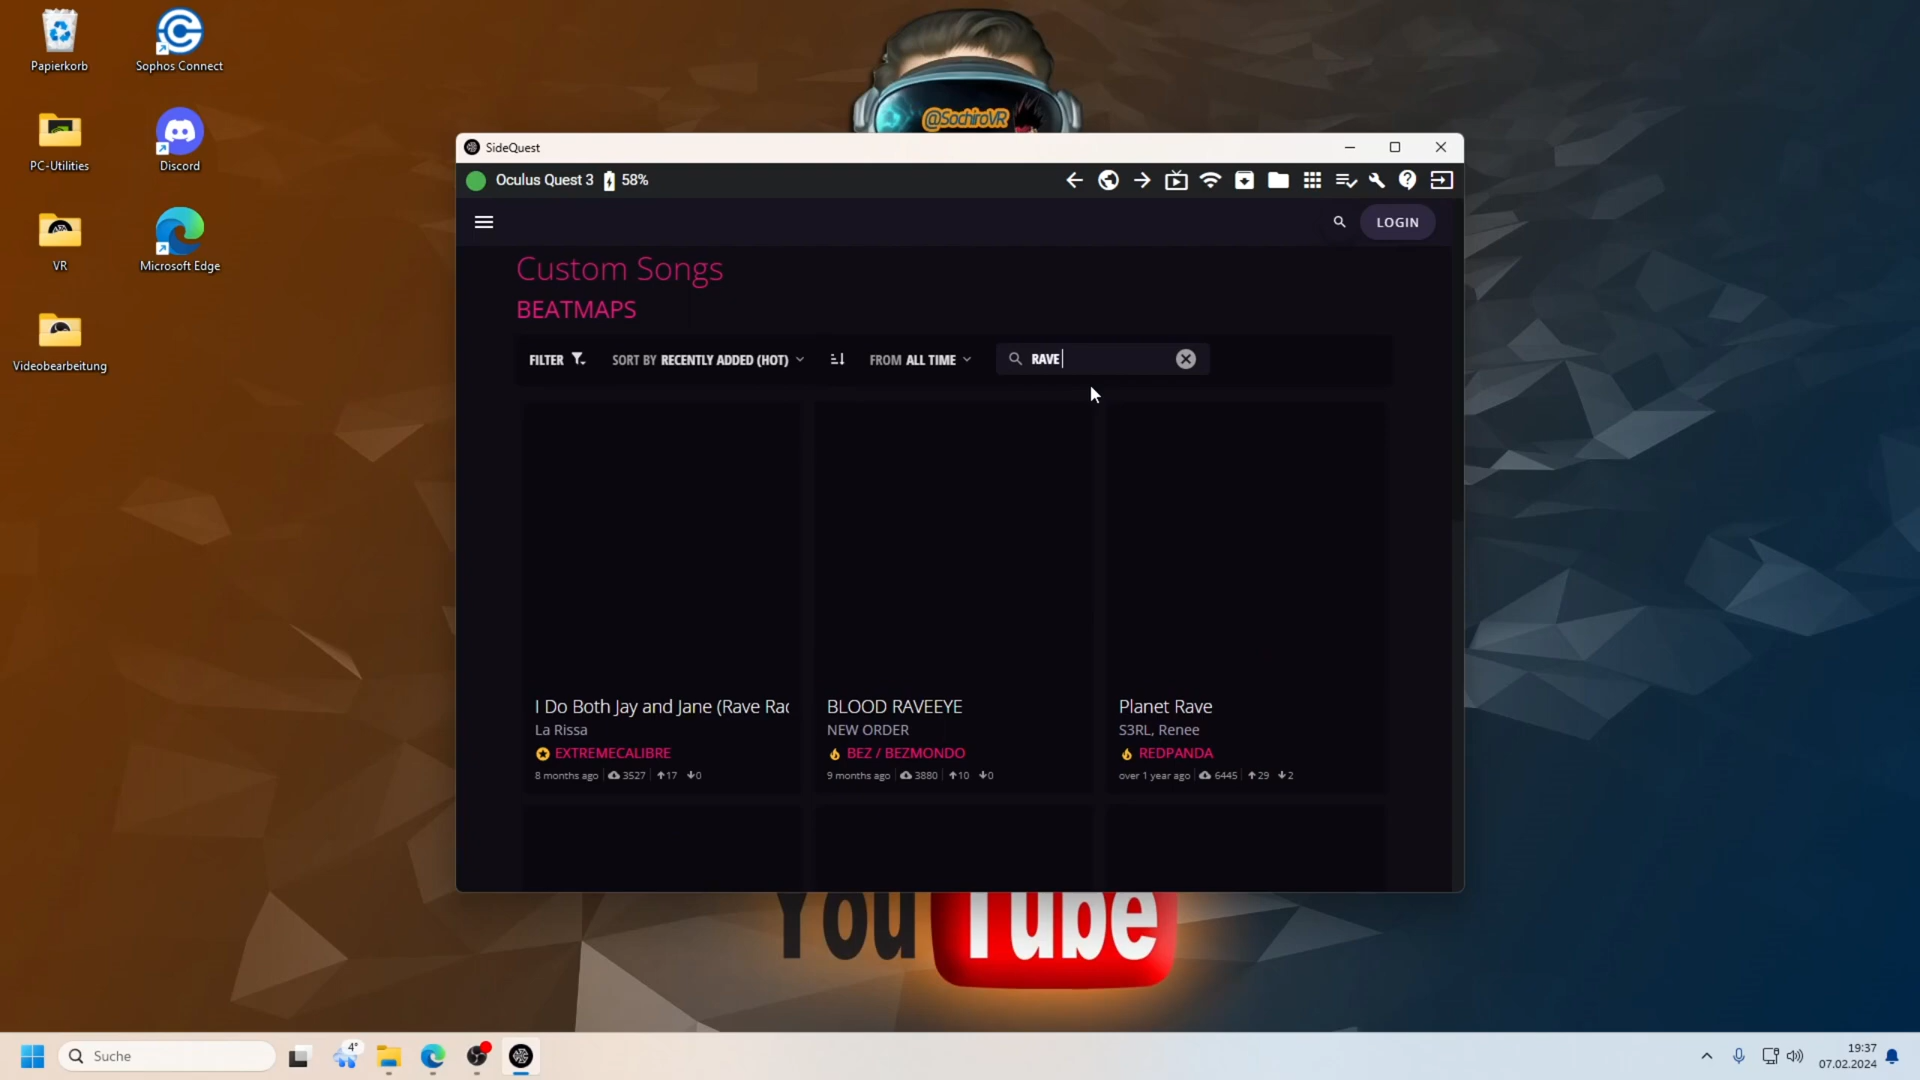 Papierkorb
Sophos Connect
PC-Utilities
Discord
VR
Microsoft Edge
Videobearbeitung
@SochiroVR
SideQuest
Oculus Quest 3 58%
LOGIN
Custom Songs
BEATMAPS
FILTER SORT BY RECENTLY ADDED (HOT) FROM ALL TIME RAVE
I Do Both Jay and Jane (Rave Rad
La Rissa
EXTREMECALIBRE
8 months ago 3527 17 0
BLOOD RAVEEYE
NEW ORDER
BEZ / BEZMONDO
9 months ago 3880 10 0
Planet Rave
S3RL, Renee
REDPANDA
over 1 year ago 6445 29 2
YouTube
Suche
4°
19:37
07.02.2024